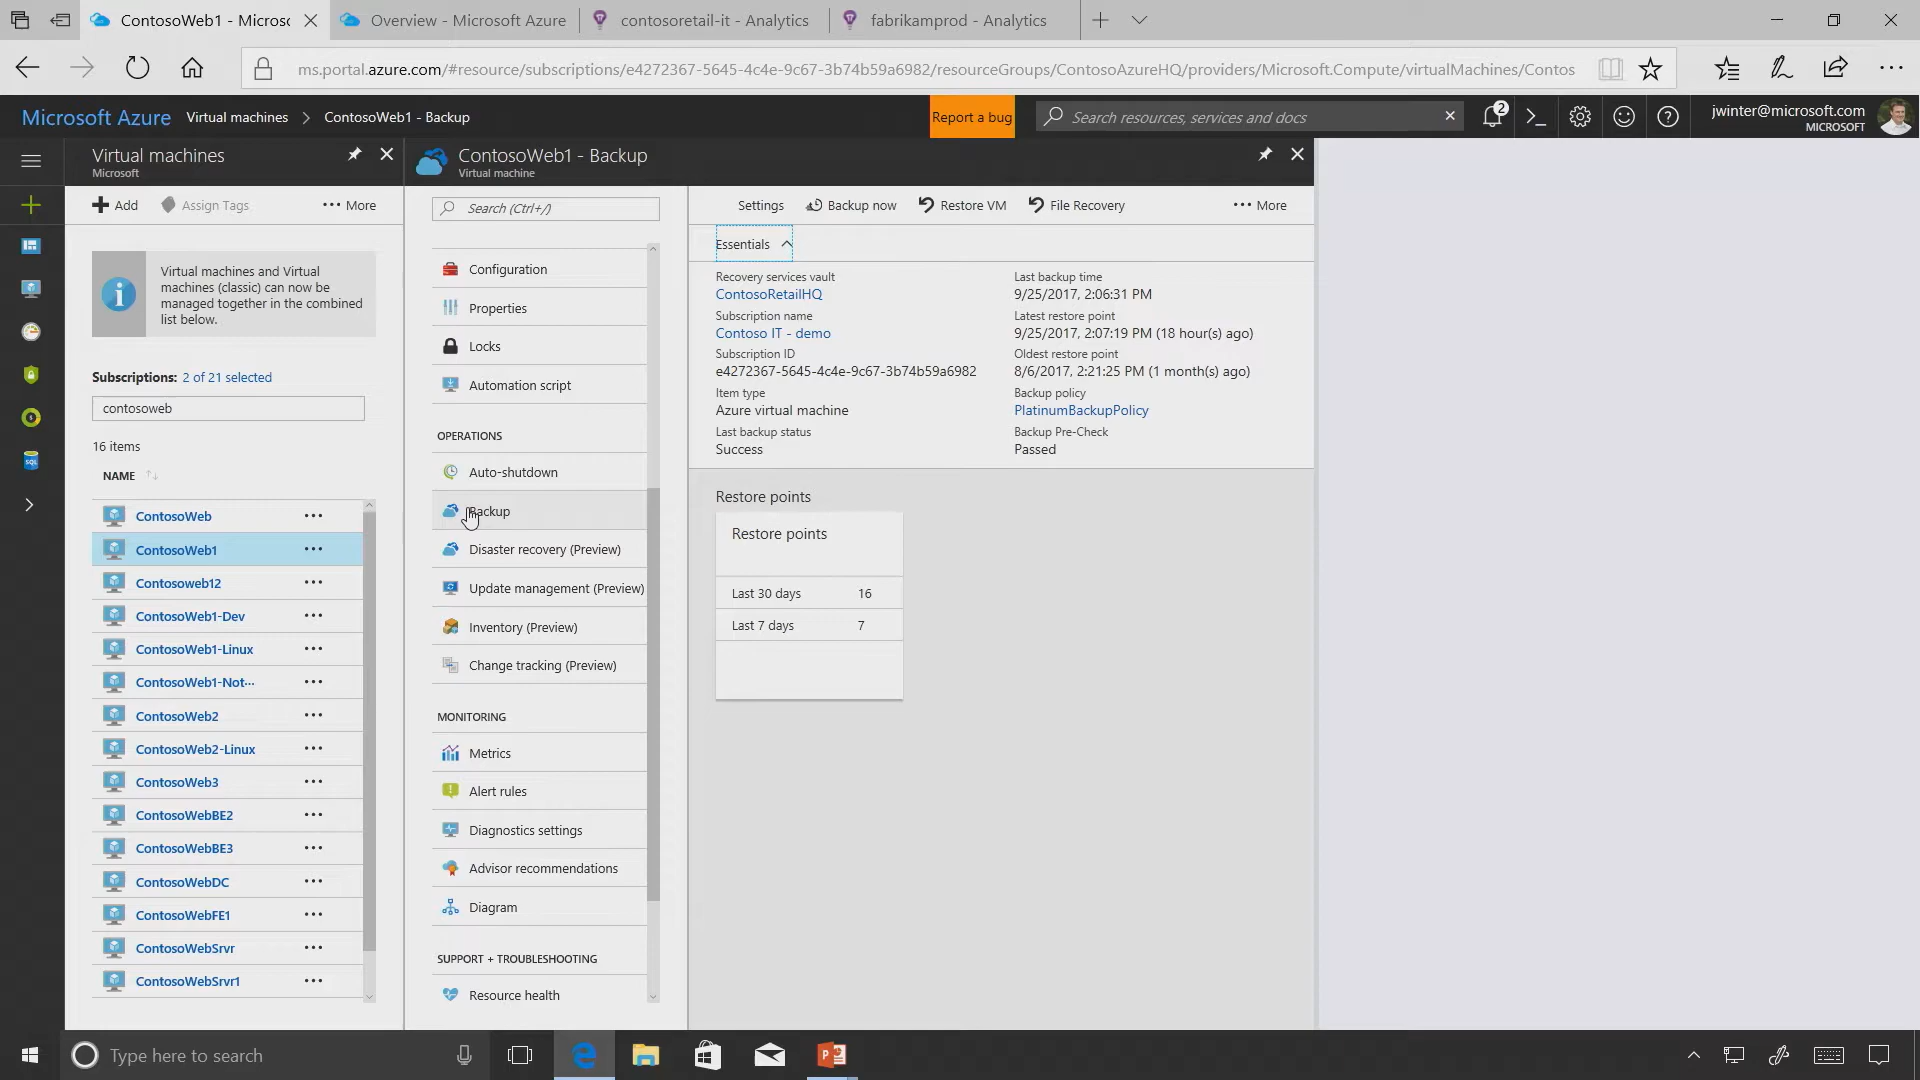 ContosoWeb1 - Microso
Overview - Microsoft Azure
contosoretail-it - Analytics
fabrikamprod - Analytics
ms.portal.azure.com/#resource/subscriptions/e4272367-5645-4c4e-9c67-3b74b59a6982/resourceGroups/ContosoAzureHQ/providers/Microsoft.Compute/virtualMachines/Contos
Microsoft Azure
Virtual machines
ContosoWeb1 - Backup
Report a bug
Search resources, services and docs
2
jwinter@microsoft.com
MICROSOFT
Virtual machines
Microsoft
Add
Assign Tags
More
Virtual machines and Virtual
machines (classic) can now be
managed together in the combined
list below.
Subscriptions: 2 of 21 selected
contosoweb
16 items
NAME
ContosoWeb
ContosoWeb1
Contosoweb12
ContosoWeb1-Dev
ContosoWeb1-Linux
ContosoWeb1-Not...
ContosoWeb2
ContosoWeb2-Linux
ContosoWeb3
ContosoWebBE2
ContosoWebBE3
ContosoWebDC
ContosoWebFE1
ContosoWebSrvr
ContosoWebSrvr1
ContosoWeb1 - Backup
Virtual machine
Search (Ctrl+/)
Configuration
Properties
Locks
Automation script
OPERATIONS
Auto-shutdown
Backup
Disaster recovery (Preview)
Update management (Preview)
Inventory (Preview)
Change tracking (Preview)
MONITORING
Metrics
Alert rules
Diagnostics settings
Advisor recommendations
Diagram
SUPPORT + TROUBLESHOOTING
Resource health
Settings
Backup now
Restore VM
File Recovery
More
Essentials
Recovery services vault
ContosoRetailHQ
Subscription name
Contoso IT - demo
Subscription ID
e4272367-5645-4c4e-9c67-3b74b59a6982
Item type
Azure virtual machine
Last backup status
Success
Last backup time
9/25/2017, 2:06:31 PM
Latest restore point
9/25/2017, 2:07:19 PM (18 hour(s) ago)
Oldest restore point
8/6/2017, 2:21:25 PM (1 month(s) ago)
Backup policy
PlatinumBackupPolicy
Backup Pre-Check
Passed
Restore points
Restore points
Last 30 days 16
Last 7 days 7
Type here to search